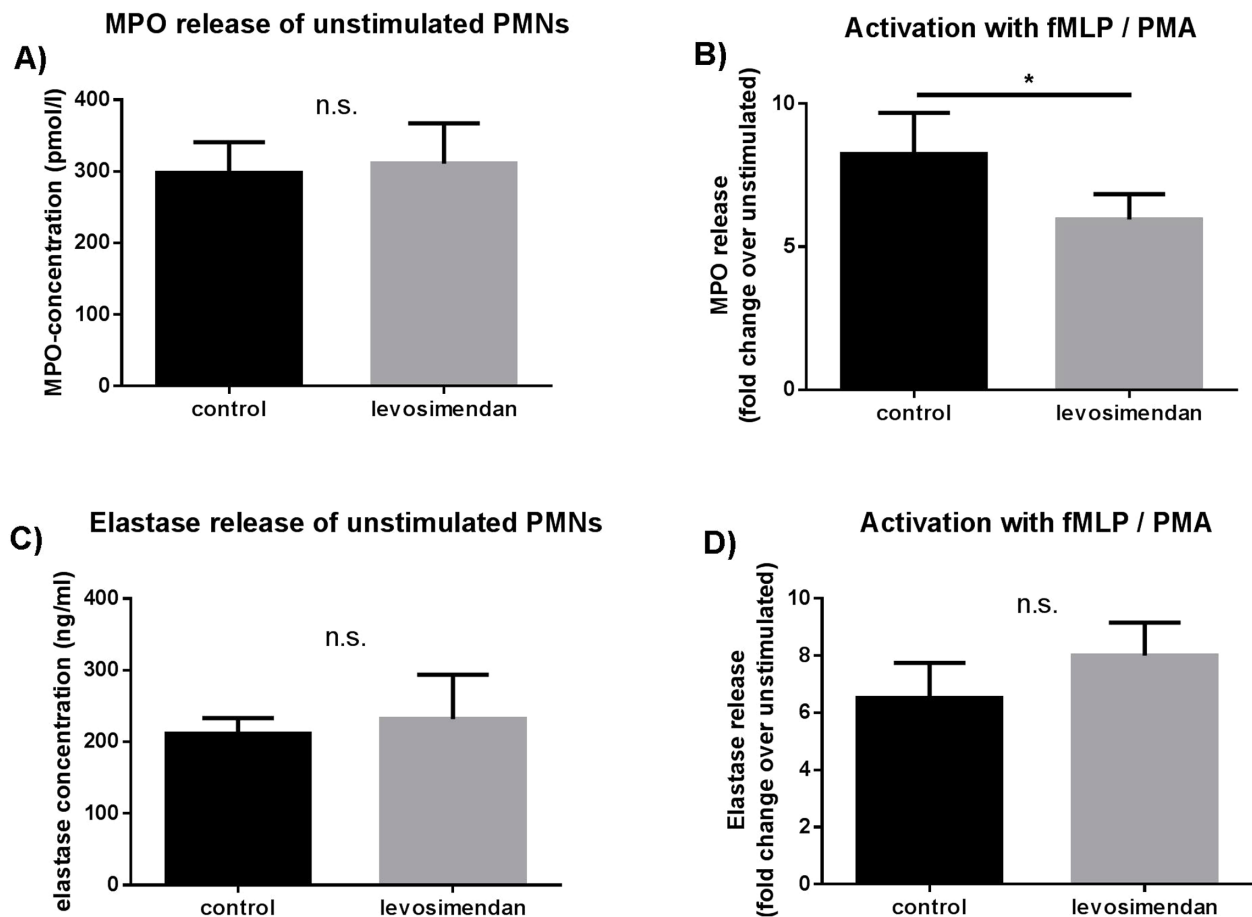 MPO release of unstimulated PMNs
A)
MPO-concentration (pmol/l)
400
300
200
100
0
n.s.
control
levosimendan
Activation with fMLP / PMA
B)
MPO release
(fold change over unstimulated)
10
5
0
*
control
levosimendan
Elastase release of unstimulated PMNs
C)
elastase concentration (ng/ml)
400
300
200
100
0
n.s.
control
levosimendan
Activation with fMLP / PMA
D)
Elastase release
(fold change over unstimulated)
10
8
6
4
2
0
n.s.
control
levosimendan